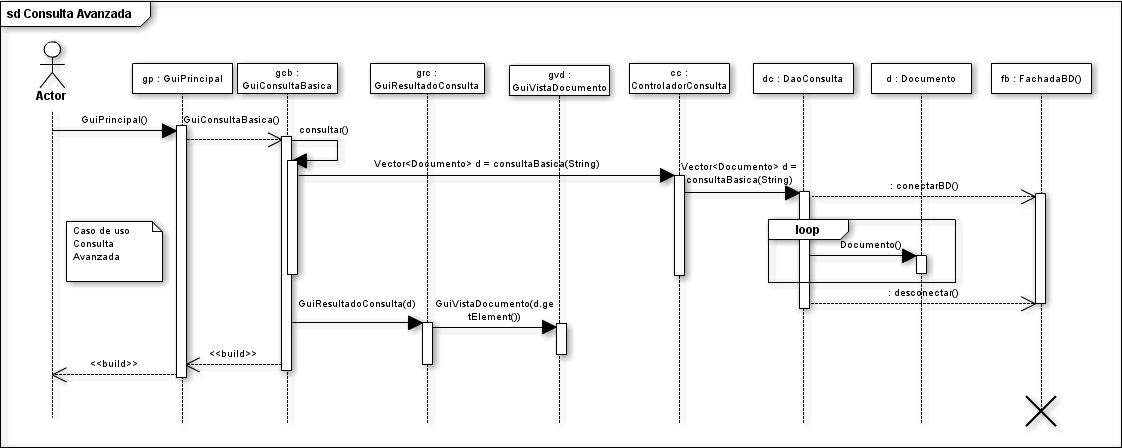 sd Consulta Avanzada
Actor
gp : GuiPrincipal
gcb :
GuiConsultaBasica
grc :
GuiResultadoConsulta
gvd :
GuiVistaDocumento
cc :
ControladorConsulta
dc : DaoConsulta
d : Documento
fb : FachadaBD()
GuiPrincipal()
GuiConsultaBasica()
consultar()
Vector<Documento> d = consultaBasica(String)
Vector<Documento> d =
consultaBasica(String)
: conectarBD()
Caso de uso
Consulta
Avanzada
loop
Documento()
: desconectar()
GuiResultadoConsulta(d)
GuiVistaDocumento(d.ge
tElement())
<<build>>
<<build>>